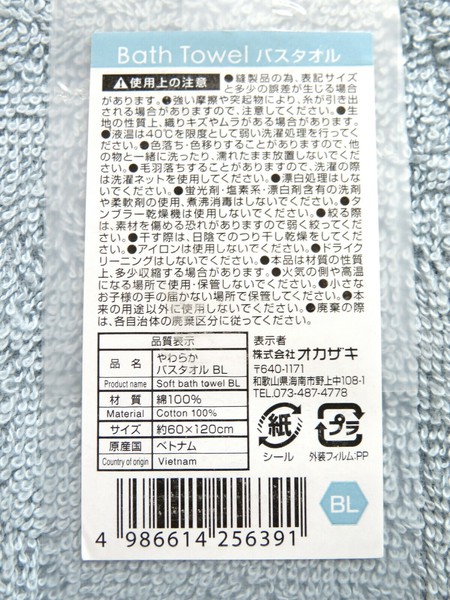 Bath Towel バスタオル
⚠使用上の注意 ●縫製品の為、表記サイズ
と多少の誤差が生じる場合
があります。●強い摩擦や突起物により、糸が引き出
される場合がありますので、注意してください。●生
地の性質上、織りキズやムラがある場合があります。
●液温は40℃を限度として弱い洗濯処理を行ってく
ださい。●色落ち・色移りすることがありますので、他
の物と一緒に洗ったり、濡れたまま放置しないでくだ
さい。●毛羽落ちすることがあるため、洗濯の際
は洗濯ネットを使用してください。●漂白処理はしな
いでください。●蛍光剤・塩素系・漂白剤含有の洗剤
や柔軟剤の使用、煮沸消毒はしないでください。●タ
ンブラー乾燥機は使用しないでください。●絞る際
は、素材を傷める恐れがありますので弱く絞ってくだ
さい。●干す際は、日陰でのつり干し乾燥をしてくだ
さい。●アイロンは使用しないでください。●ドライク
リーニングはしないでください。●本品は材質の性質
上、多少収縮する場合があります。●火気の側や高温
になる場所で使用・保管しないでください。●小さな
お子様の手の届かない場所で保管してください。●本
来の用途以外に使用しないでください。●廃棄の際
は、各自治体の廃棄区分に従ってください。
品質表示
品 名 やわらか
バスタオル BL
Product name Soft bath towel BL
材 質 綿100%
Material Cotton 100%
サイズ 約60×120cm
原産国 ベトナム
Country of origin Vietnam
表示者
株式会社オカザキ
〒640-1171
和歌山県海南市野上中108-1
TEL.073-487-4778
紙
シール
プラ
外装フィルム:PP
BL
4 986614 256391